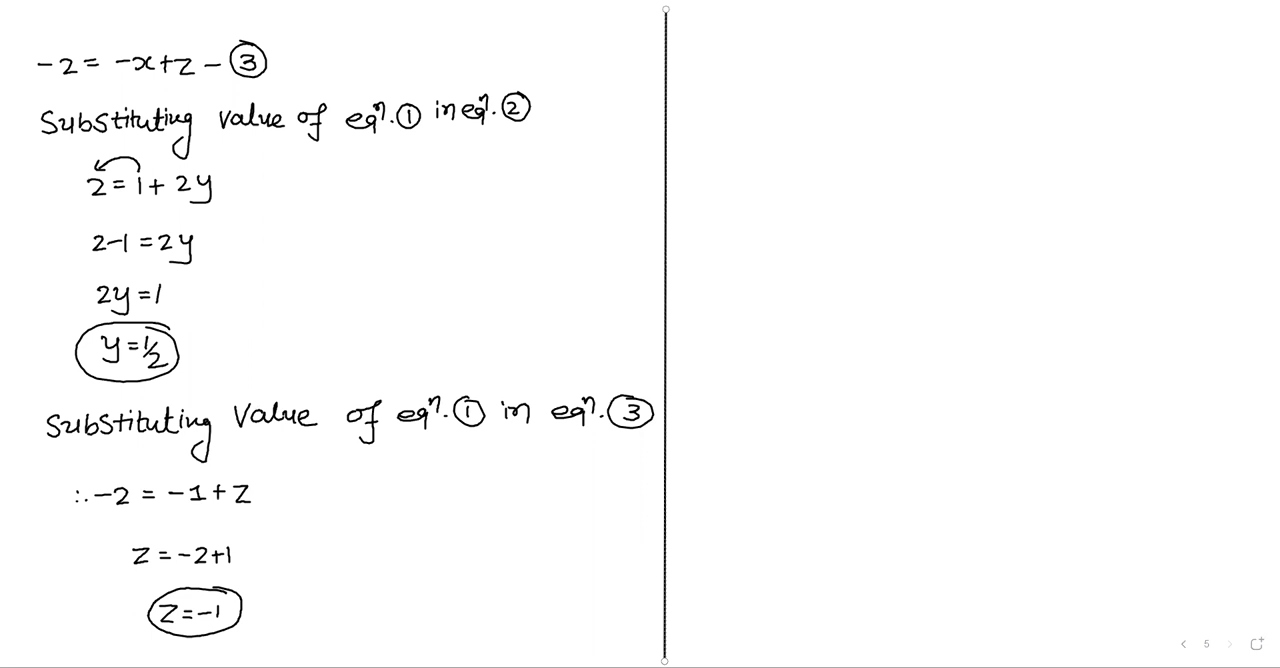 -2 = -x+z - ③
Substituting value of eqⁿ.① in eqⁿ.②
2 = 1 + 2y
2-1 = 2y
2y = 1
y = 1/2
Substituting value of eqⁿ.① in eqⁿ.③
∴ -2 = -1 + z
z = -2+1
z = -1
< 5 >